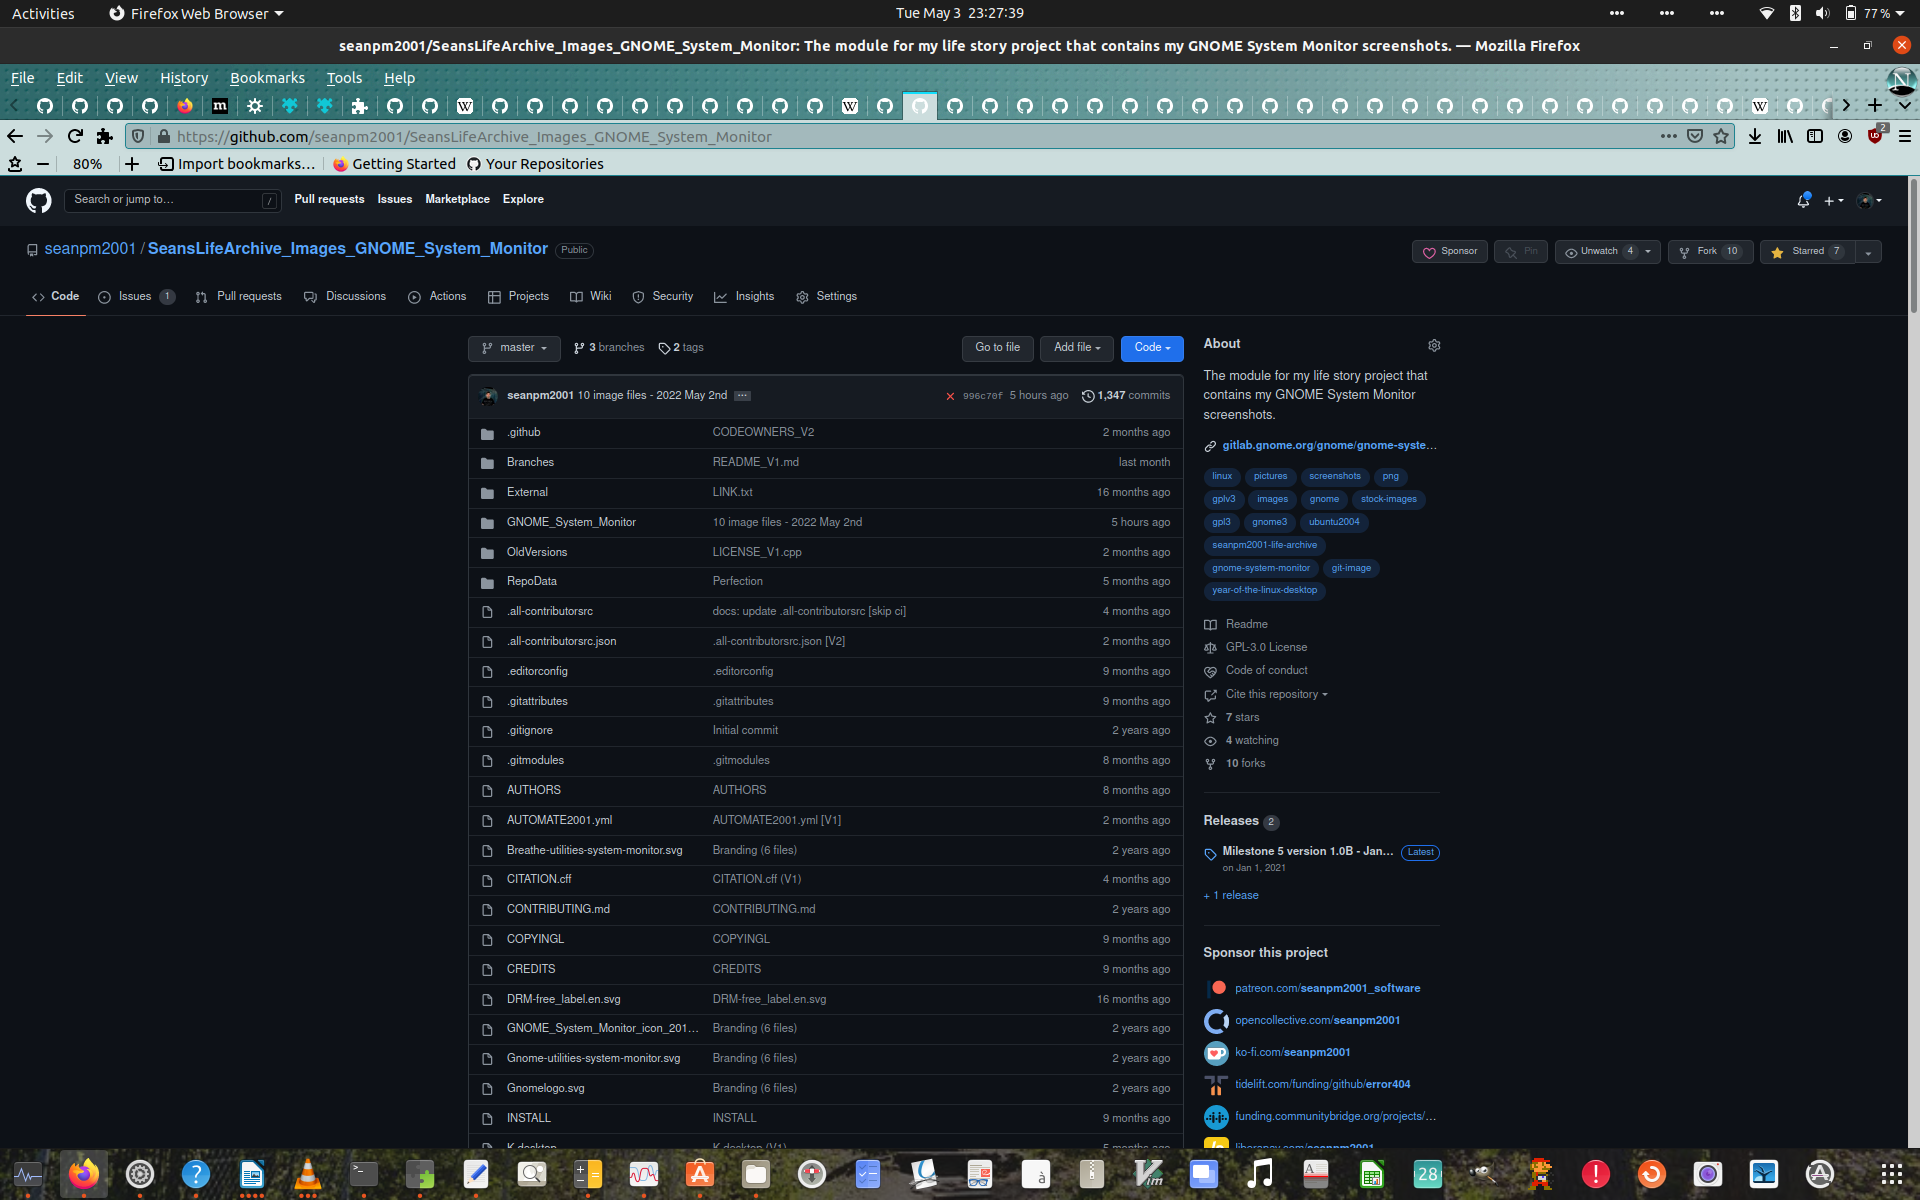 Activities Firefox Web Browser Tue May 3 23:27:39 77 %
seanpm2001/SeansLifeArchive_Images_GNOME_System_Monitor: The module for my life story project that contains my GNOME System Monitor screenshots. — Mozilla Firefox
File Edit View History Bookmarks Tools Help
https://github.com/seanpm2001/SeansLifeArchive_Images_GNOME_System_Monitor 2
80% Import bookmarks… Getting Started Your Repositories
Search or jump to… / Pull requests Issues Marketplace Explore
seanpm2001 / SeansLifeArchive_Images_GNOME_System_Monitor Public Sponsor Pin Unwatch 4 Fork 10 Starred 7
Code Issues 1 Pull requests Discussions Actions Projects Wiki Security Insights Settings
master 3 branches 2 tags Go to file Add file Code
seanpm2001 10 image files - 2022 May 2nd ... 996c70f 5 hours ago 1,347 commits
.github CODEOWNERS_V2 2 months ago
Branches README_V1.md last month
External LINK.txt 16 months ago
GNOME_System_Monitor 10 image files - 2022 May 2nd 5 hours ago
OldVersions LICENSE_V1.cpp 2 months ago
RepoData Perfection 5 months ago
.all-contributorsrc docs: update .all-contributorsrc [skip ci] 4 months ago
.all-contributorsrc.json .all-contributorsrc.json [V2] 2 months ago
.editorconfig .editorconfig 9 months ago
.gitattributes .gitattributes 9 months ago
.gitignore Initial commit 2 years ago
.gitmodules .gitmodules 8 months ago
AUTHORS AUTHORS 8 months ago
AUTOMATE2001.yml AUTOMATE2001.yml [V1] 2 months ago
Breathe-utilities-system-monitor.svg Branding (6 files) 2 years ago
CITATION.cff CITATION.cff (V1) 4 months ago
CONTRIBUTING.md CONTRIBUTING.md 2 years ago
COPYINGL COPYINGL 9 months ago
CREDITS CREDITS 9 months ago
DRM-free_label.en.svg DRM-free_label.en.svg 16 months ago
GNOME_System_Monitor_icon_201… Branding (6 files) 2 years ago
Gnome-utilities-system-monitor.svg Branding (6 files) 2 years ago
Gnomelogo.svg Branding (6 files) 2 years ago
INSTALL INSTALL 9 months ago
About
The module for my life story project that
contains my GNOME System Monitor
screenshots.
gitlab.gnome.org/gnome/gnome-syste…
linux pictures screenshots png
gplv3 images gnome stock-images
gpl3 gnome3 ubuntu2004
seanpm2001-life-archive
gnome-system-monitor git-image
year-of-the-linux-desktop
Readme
GPL-3.0 License
Code of conduct
Cite this repository
7 stars
4 watching
10 forks
Releases 2
Milestone 5 version 1.0B - Jan… Latest
on Jan 1, 2021
+ 1 release
Sponsor this project
patreon.com/seanpm2001_software
opencollective.com/seanpm2001
ko-fi.com/seanpm2001
tidelift.com/funding/github/error404
funding.communitybridge.org/projects/…
28